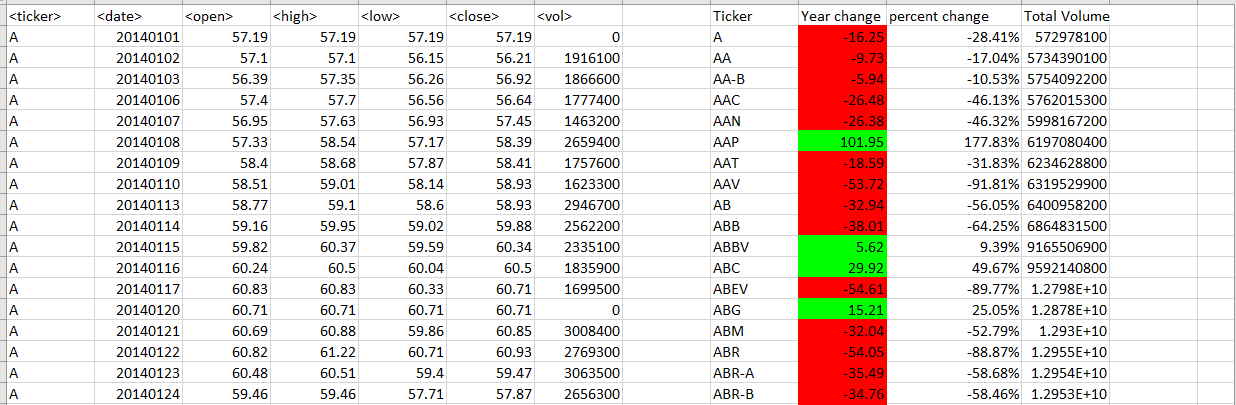 <ticker> <date> <open> <high> <low> <close> <vol> Ticker Year change percent change Total Volume
A 20140101 57.19 57.19 57.19 57.19 0 A -16.25 -28.41% 572978100
A 20140102 57.1 57.1 56.15 56.21 1916100 AA -9.73 -17.04% 5734390100
A 20140103 56.39 57.35 56.26 56.92 1866600 AA-B -5.94 -10.53% 5754092200
A 20140106 57.4 57.7 56.56 56.64 1777400 AAC -26.48 -46.13% 5762015300
A 20140107 56.95 57.63 56.93 57.45 1463200 AAN -26.38 -46.32% 5998167200
A 20140108 57.33 58.54 57.17 58.39 2659400 AAP 101.95 177.83% 6197080400
A 20140109 58.4 58.68 57.87 58.41 1757600 AAT -18.59 -31.83% 6234628800
A 20140110 58.51 59.01 58.14 58.93 1623300 AAV -53.72 -91.81% 6319529900
A 20140113 58.77 59.1 58.6 58.93 2946700 AB -32.94 -56.05% 6400958200
A 20140114 59.16 59.95 59.02 59.88 2562200 ABB -38.01 -64.25% 6864831500
A 20140115 59.82 60.37 59.59 60.34 2335100 ABBV 5.62 9.39% 9165506900
A 20140116 60.24 60.5 60.04 60.5 1835900 ABC 29.92 49.67% 9592140800
A 20140117 60.83 60.83 60.33 60.71 1699500 ABEV -54.61 -89.77% 1.2798E+10
A 20140120 60.71 60.71 60.71 60.71 0 ABG 15.21 25.05% 1.2878E+10
A 20140121 60.69 60.88 59.86 60.85 3008400 ABM -32.04 -52.79% 1.293E+10
A 20140122 60.82 61.22 60.71 60.93 2769300 ABR -54.05 -88.87% 1.2955E+10
A 20140123 60.48 60.51 59.4 59.47 3063500 ABR-A -35.49 -58.68% 1.2954E+10
A 20140124 59.46 59.46 57.71 57.87 2656300 ABR-B -34.76 -58.46% 1.2953E+10